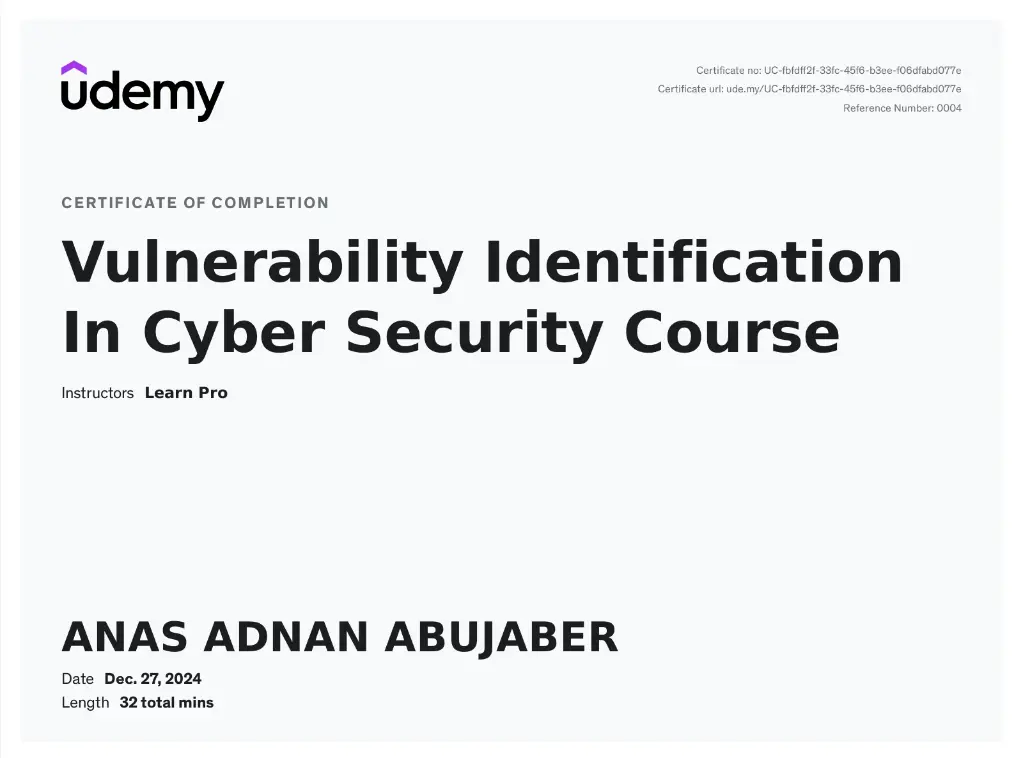 udemy
Certificate no: UC-fbfdff2f-33fc-45f6-b3ee-f06dfabd077e
Certificate url: ude.my/UC-fbfdff2f-33fc-45f6-b3ee-f06dfabd077e
Reference Number: 0004
CERTIFICATE OF COMPLETION
Vulnerability Identification
In Cyber Security Course
Instructors Learn Pro
ANAS ADNAN ABUJABER
Date Dec. 27, 2024
Length 32 total mins